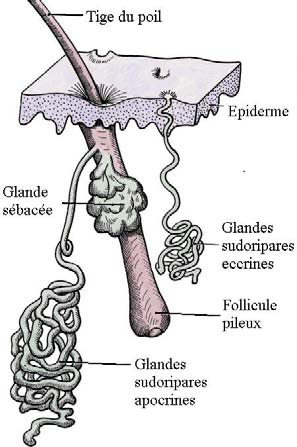 Tige du poil
Epiderme
Glande
sébacée
Glandes
sudoripares
eccrines
Follicule
pileux
Glandes
sudoripares
apocrines